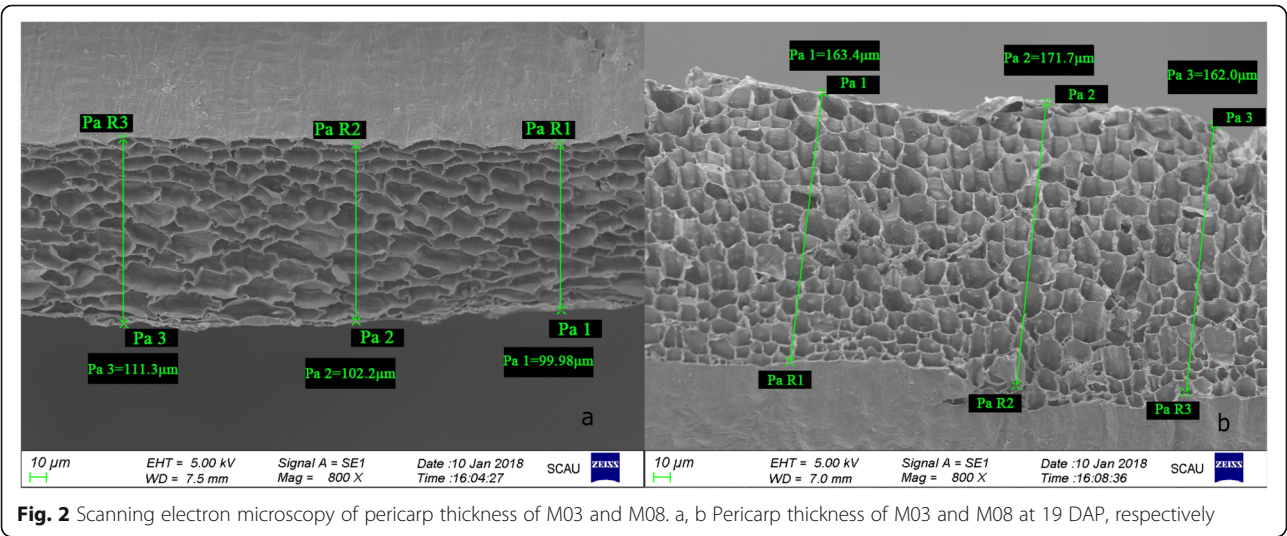 Pa R3
Pa R2
Pa R1
Pa 3
Pa 2
Pa 1
Pa 3=111.3μm
Pa 2=102.2μm
Pa 1=99.98μm
a
10 μm
EHT = 5.00 kV
WD = 7.5 mm
Signal A = SE1
Mag = 800 X
Date :10 Jan 2018
Time :16:04:27
SCAU
ZEISS
Pa 1=163.4μm
Pa 2=171.7μm
Pa 3=162.0μm
Pa 1
Pa 2
Pa 3
Pa R1
Pa R2
Pa R3
b
10 μm
EHT = 5.00 kV
WD = 7.0 mm
Signal A = SE1
Mag = 800 X
Date :10 Jan 2018
Time :16:08:36
SCAU
ZEISS
Fig. 2 Scanning electron microscopy of pericarp thickness of M03 and M08. a, b Pericarp thickness of M03 and M08 at 19 DAP, respectively